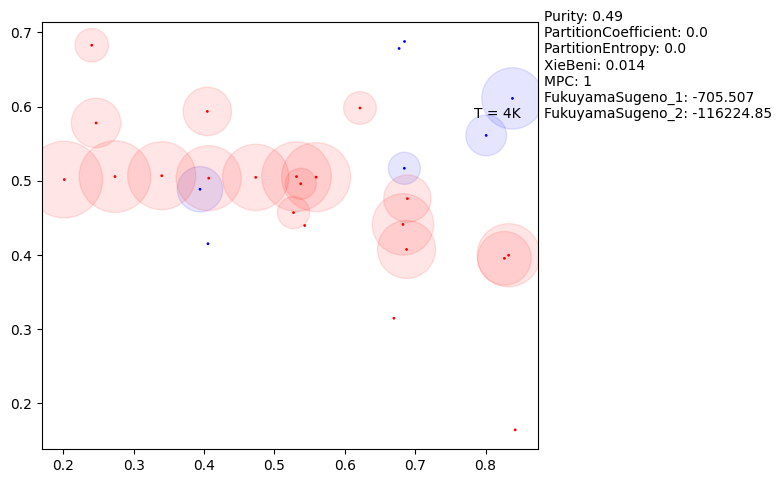 Purity: 0.49
PartitionCoefficient: 0.0
PartitionEntropy: 0.0
XieBeni: 0.014
MPC: 1
FukuyamaSugeno_1: -705.507
FukuyamaSugeno_2: -116224.85
T = 4K
0.7
0.6
0.5
0.4
0.3
0.2
0.2 0.3 0.4 0.5 0.6 0.7 0.8